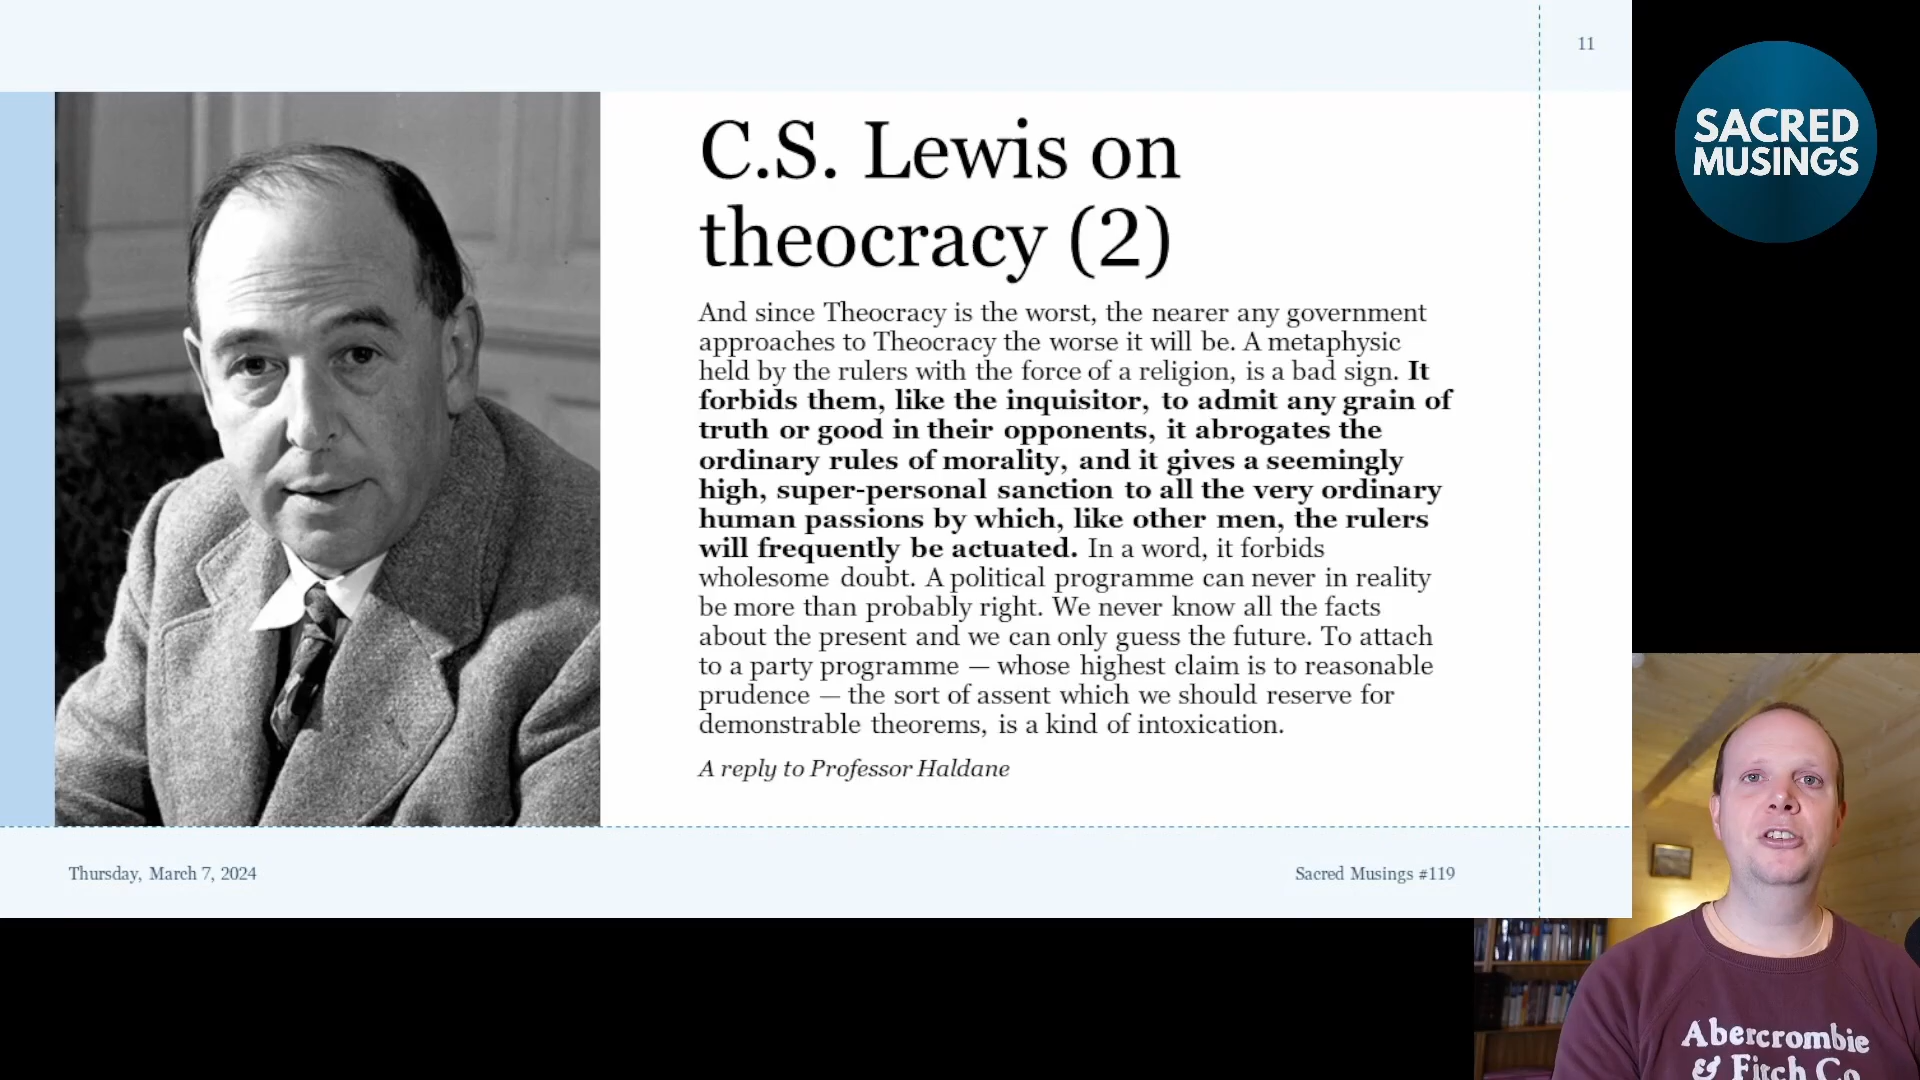 11
SACRED
MUSINGS
C.S. Lewis on
theocracy (2)
And since Theocracy is the worst, the nearer any government
approaches to Theocracy the worse it will be. A metaphysic
held by the rulers with the force of a religion, is a bad sign. It
forbids them, like the inquisitor, to admit any grain of
truth or good in their opponents, it abrogates the
ordinary rules of morality, and it gives a seemingly
high, super-personal sanction to all the very ordinary
human passions by which, like other men, the rulers
will frequently be actuated. In a word, it forbids
wholesome doubt. A political programme can never in reality
be more than probably right. We never know all the facts
about the present and we can only guess the future. To attach
to a party programme — whose highest claim is to reasonable
prudence — the sort of assent which we should reserve for
demonstrable theorems, is a kind of intoxication.
A reply to Professor Haldane
Thursday, March 7, 2024
Sacred Musings #119
Abercrombie
& Fitch Co